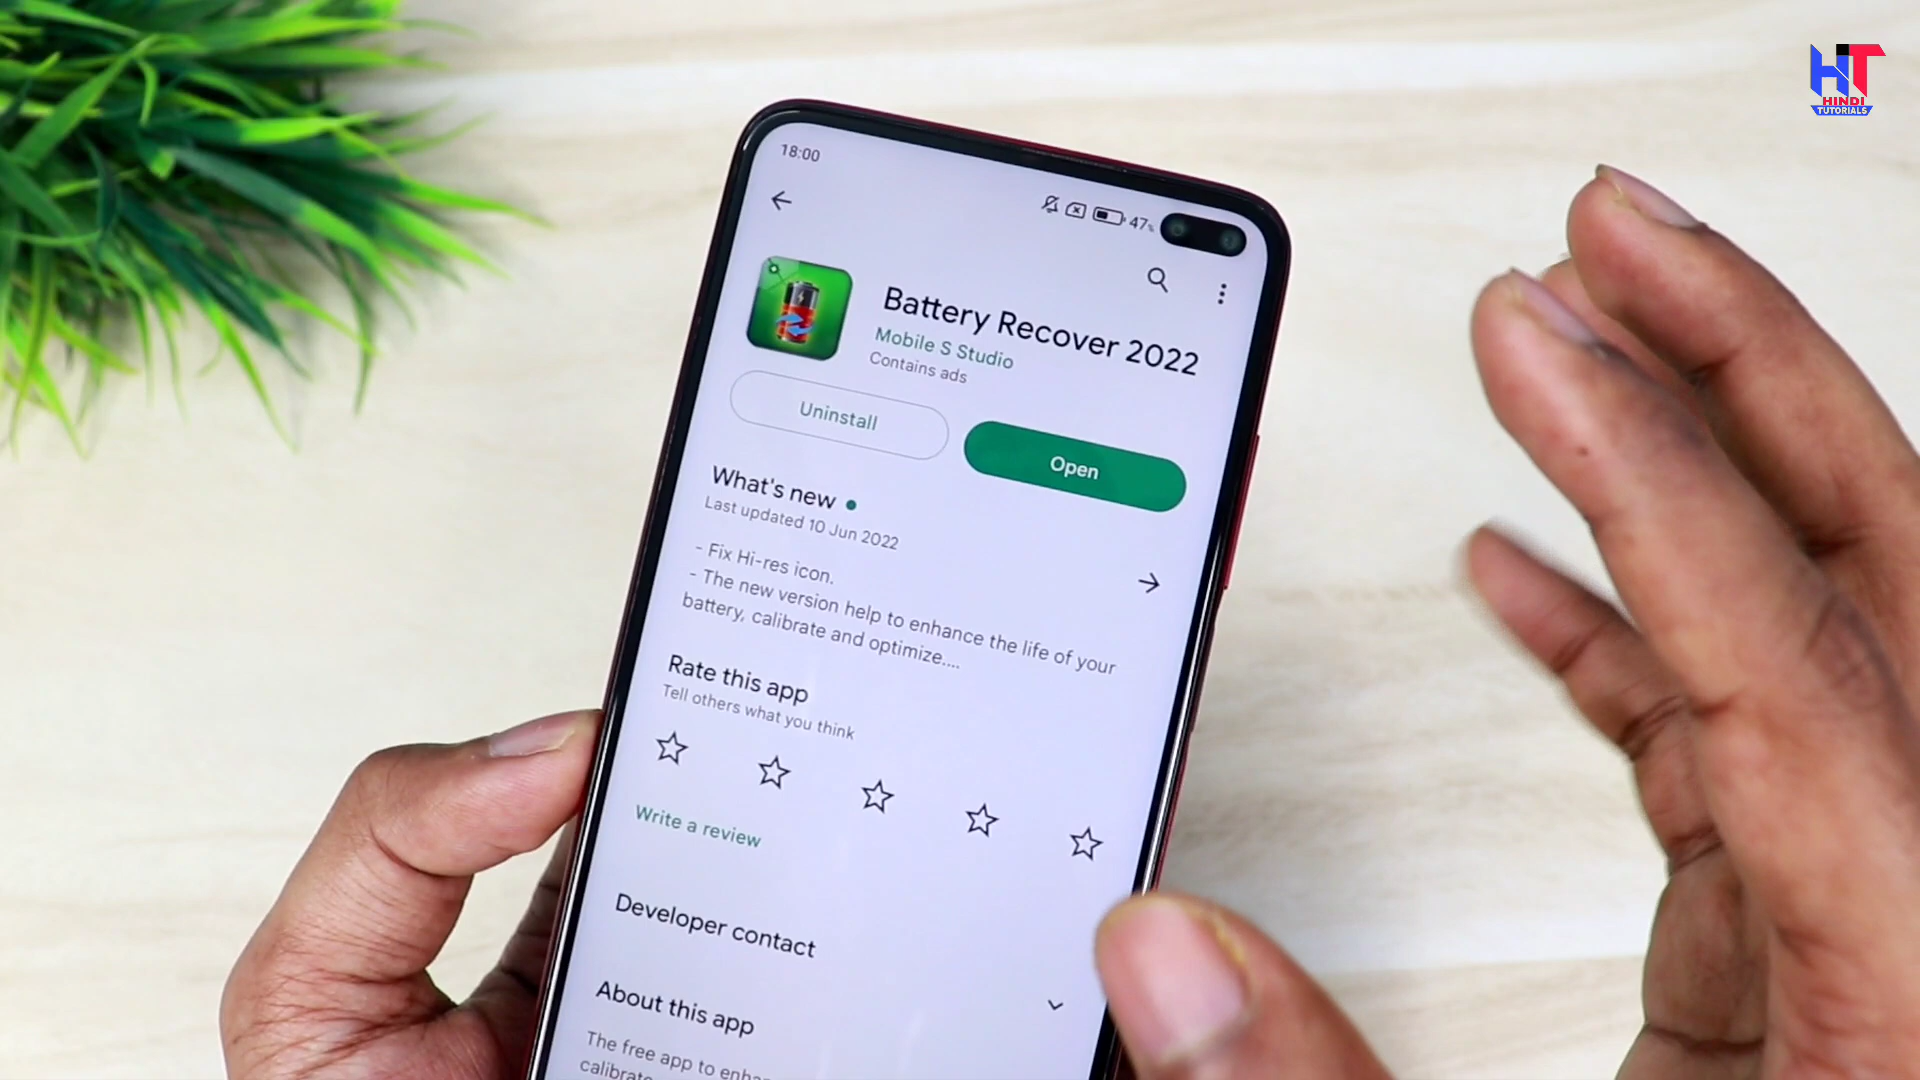 HT
HINDI
TUTORIALS
18:00
47%
Battery Recover 2022
Mobile S Studio
Contains ads
Uninstall
Open
What's new
Last updated 10 Jun 2022
- Fix Hi-res icon.
- The new version help to enhance the life of your
battery, calibrate and optimize....
Rate this app
Tell others what you think
Write a review
Developer contact
About this app
The free app to
calibrate